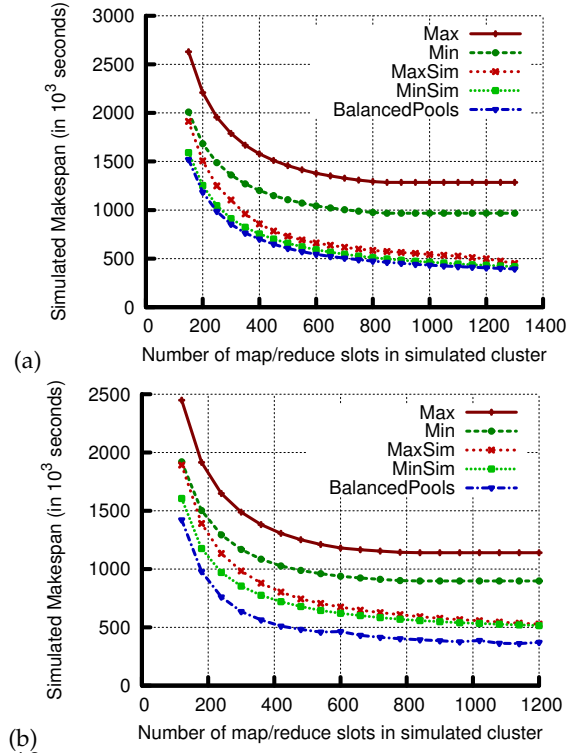 3000
2500
2000
1500
1000
500
0
Simulated Makespan (in 10³ seconds)
Max
Min
MaxSim
MinSim
BalancedPools
0 200 400 600 800 1000 1200 1400
Number of map/reduce slots in simulated cluster
(a)
2500
2000
1500
1000
500
0
Simulated Makespan (in 10³ seconds)
Max
Min
MaxSim
MinSim
BalancedPools
0 200 400 600 800 1000 1200
Number of map/reduce slots in simulated cluster
(b)